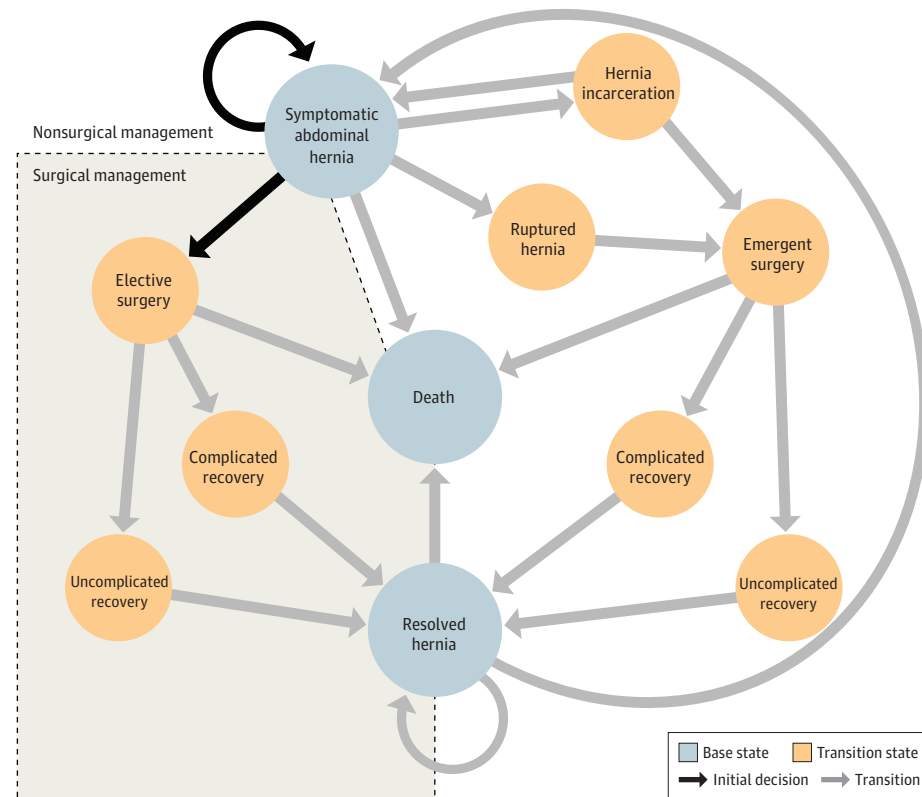 Hernia
incarceration
Symptomatic
abdominal
hernia
Nonsurgical management
Surgical management
Ruptured
hernia
Emergent
surgery
Elective
surgery
Death
Complicated
recovery
Complicated
recovery
Uncomplicated
recovery
Uncomplicated
recovery
Resolved
hernia
Base state
Transition state
Initial decision
Transition